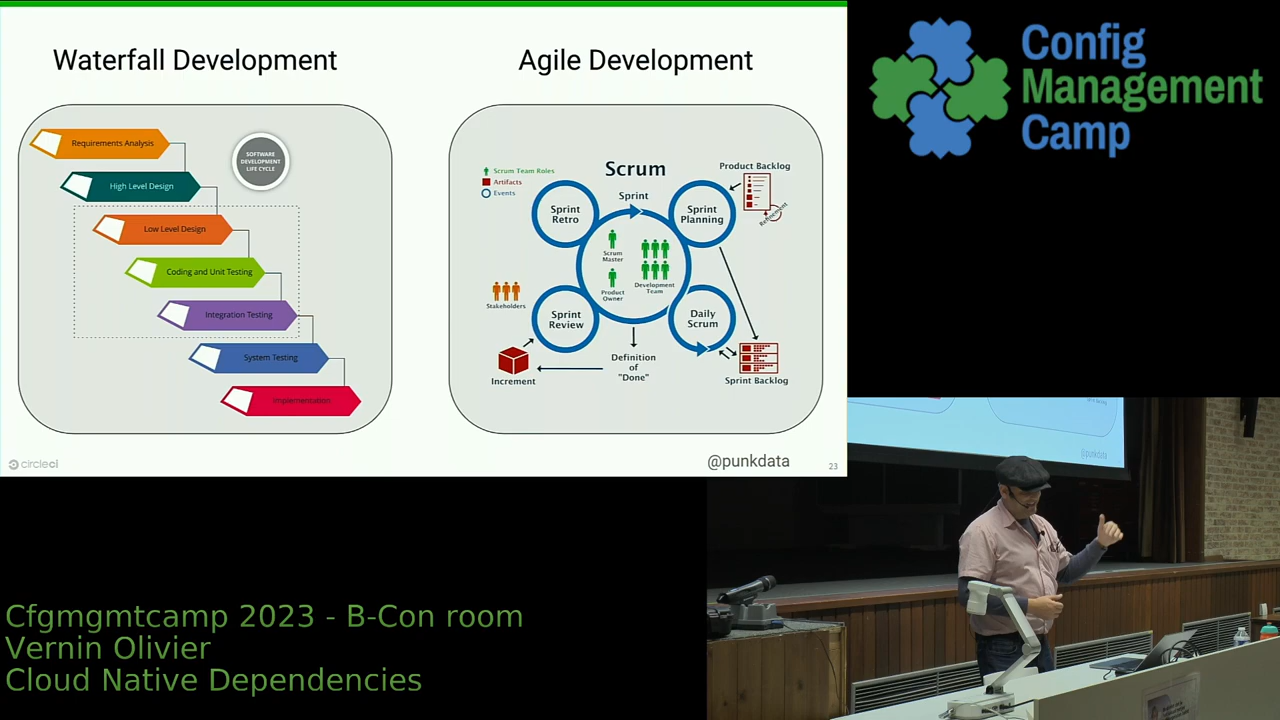 Waterfall Development
Agile Development
Requirements Analysis
High Level Design
Low Level Design
Coding and Unit Testing
Integration Testing
System Testing
Implementation
SOFTWARE
DEVELOPMENT
LIFE CYCLE
Scrum Team Roles
Artifacts
Events
Scrum
Sprint
Product Backlog
Refinement
Sprint
Retro
Sprint
Planning
Scrum
Master
Product
Owner
Development
Team
Stakeholders
Sprint
Review
Daily
Scrum
Increment
Definition
of
"Done"
Sprint Backlog
circleci
@punkdata
23
Config
Management
Camp
@punkdata
Cfgmgmtcamp 2023 - B-Con room
Vernin Olivier
Cloud Native Dependencies